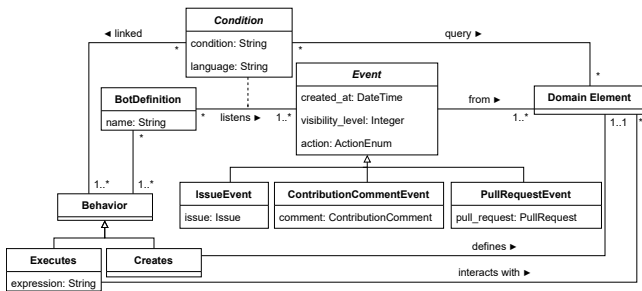 Condition
condition: String
language: String
◄ linked
*
*
query ►
*
Event
created_at: DateTime
visibility_level: Integer
action: ActionEnum
BotDefinition
name: String
*
listens ►
1..*
from ►
1..*
Domain Element
1..1
*
*
1..*
1..*
Behavior
IssueEvent
issue: Issue
ContributionCommentEvent
comment: ContributionComment
PullRequestEvent
pull_request: PullRequest
Executes
expression: String
Creates
defines ►
interacts with ►